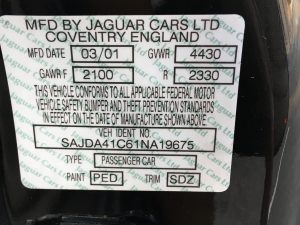 MFD BY JAGUAR CARS LTD
COVENTRY ENGLAND
MFD DATE 03/01 GVWR 4430
GAWR F 2100 R 2330
THIS VEHICLE CONFORMS TO ALL APPLICABLE FEDERAL MOTOR
VEHICLE SAFETY BUMPER AND THEFT PREVENTION STANDARDS
IN EFFECT ON THE DATE OF MANUFACTURE SHOWN ABOVE
VEH IDENT NO.
SAJDA41C61NA19675
TYPE PASSENGER CAR
PAINT PED TRIM SDZ